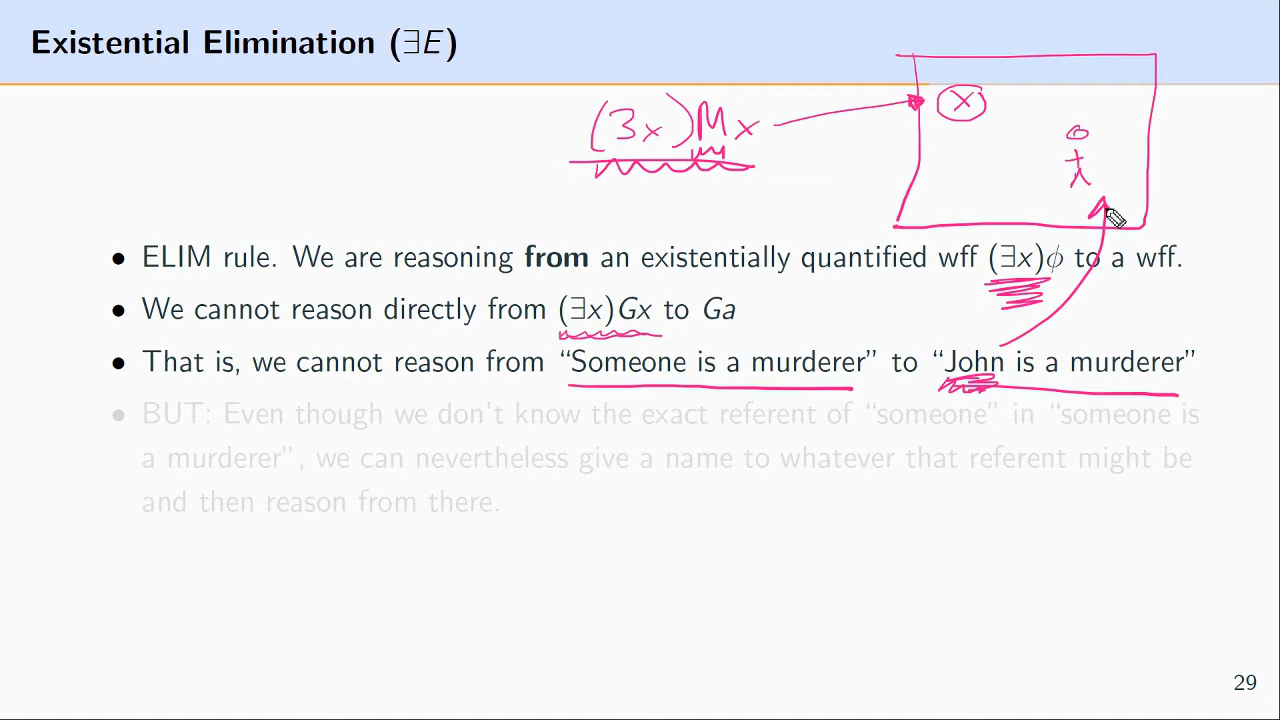 Existential Elimination (∃E)
(∃x)Mx
X
• ELIM rule. We are reasoning from an existentially quantified wff (∃x)ϕ to a wff.
• We cannot reason directly from (∃x)Gx to Ga
• That is, we cannot reason from “Someone is a murderer” to “John is a murderer”
• BUT: Even though we don’t know the exact referent of “someone” in “someone is
a murderer”, we can nevertheless give a name to whatever that referent might be
and then reason from there.
29